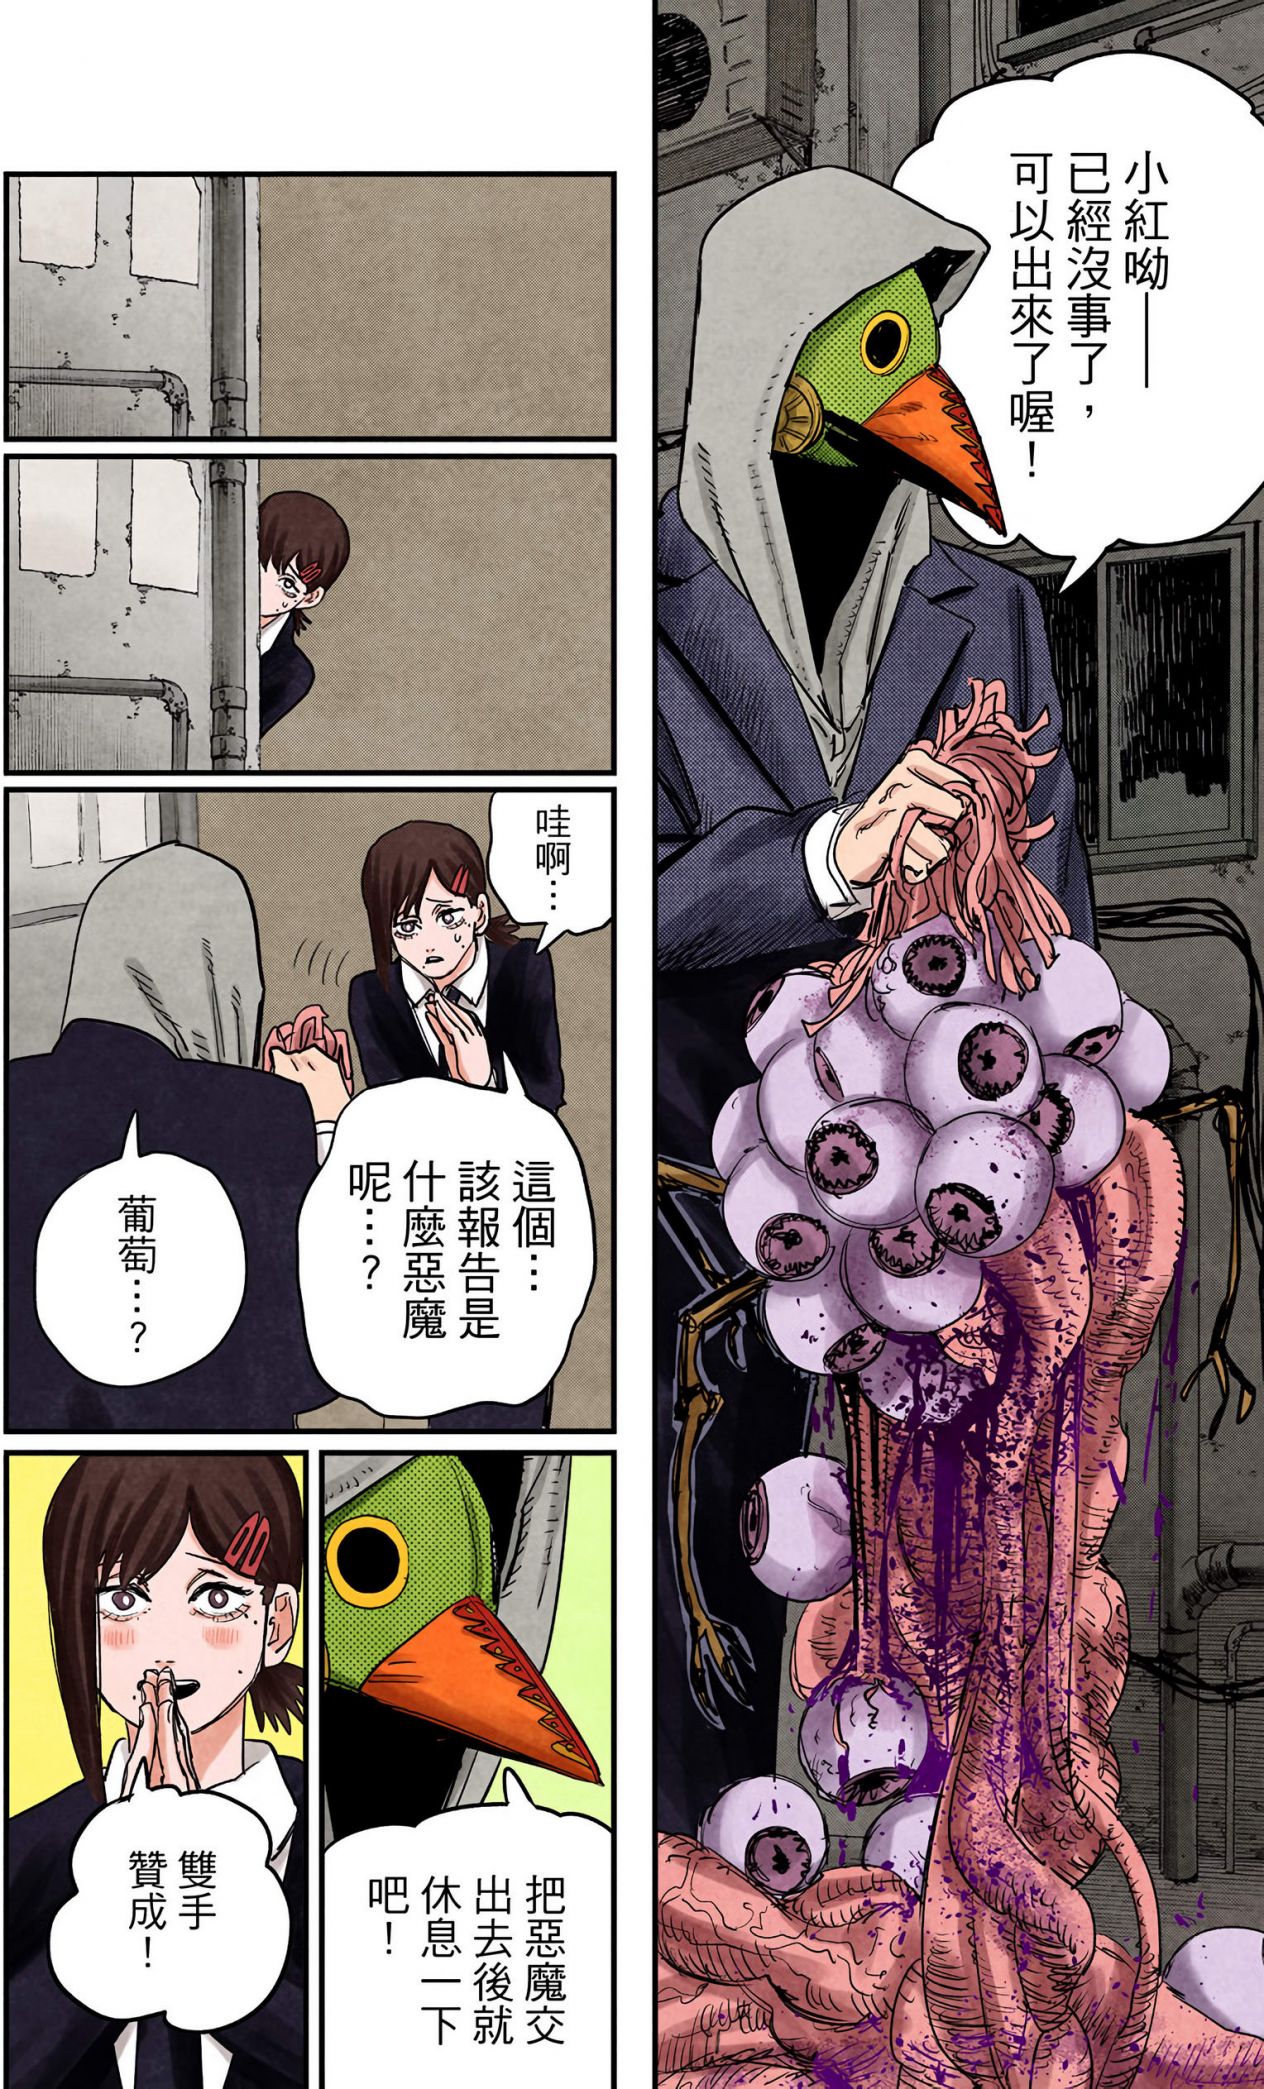 小紅呦——
已經沒事了，
可以出來了喔！
哇啊…
這個…
該報告是
什麼惡魔
呢…？
葡萄…？
把惡魔交
出去後就
休息一下
吧！
雙手
贊成！